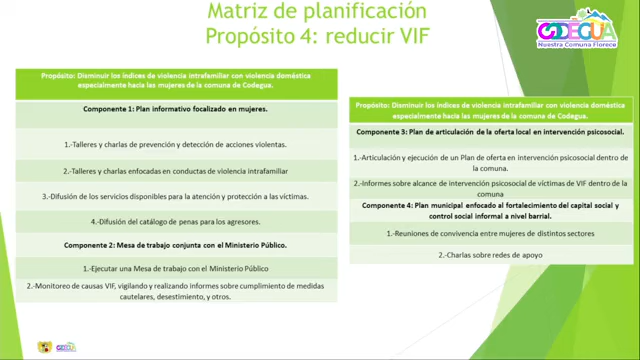 Matriz de planificación
Propósito 4: reducir VIF
CODEGUA
Nuestra Comuna Florece
Propósito: Disminuir los índices de violencia intrafamiliar con violencia doméstica
especialmente hacia las mujeres de la comuna de Codegua.
Componente 1: Plan informativo focalizado en mujeres.
1.-Talleres y charlas de prevención y detección de acciones violentas.
2.-Talleres y charlas enfocadas en conductas de violencia intrafamiliar
3.-Difusión de los servicios disponibles para la atención y protección a las víctimas.
4.-Difusión del catálogo de penas para los agresores.
Componente 2: Mesa de trabajo conjunta con el Ministerio Público.
1.-Ejecutar una Mesa de trabajo con el Ministerio Público
2.-Monitoreo de causas VIF, vigilando y realizando informes sobre cumplimiento de medidas
cautelares, desestimiento, y otros.
Propósito: Disminuir los índices de violencia intrafamiliar con violencia doméstica
especialmente hacia las mujeres de la comuna de Codegua.
Componente 3: Plan de articulación de la oferta local en intervención psicosocial.
1.-Articulación y ejecución de un Plan de oferta en intervención psicosocial dentro de
la comuna.
2.-Informes sobre alcance de intervención psicosocial de víctimas de VIF dentro de la
comuna
Componente 4: Plan municipal enfocado al fortalecimiento del capital social y
control social informal a nivel barrial.
1.-Reuniones de convivencia entre mujeres de distintos sectores
2.-Charlas sobre redes de apoyo
CODEGUA